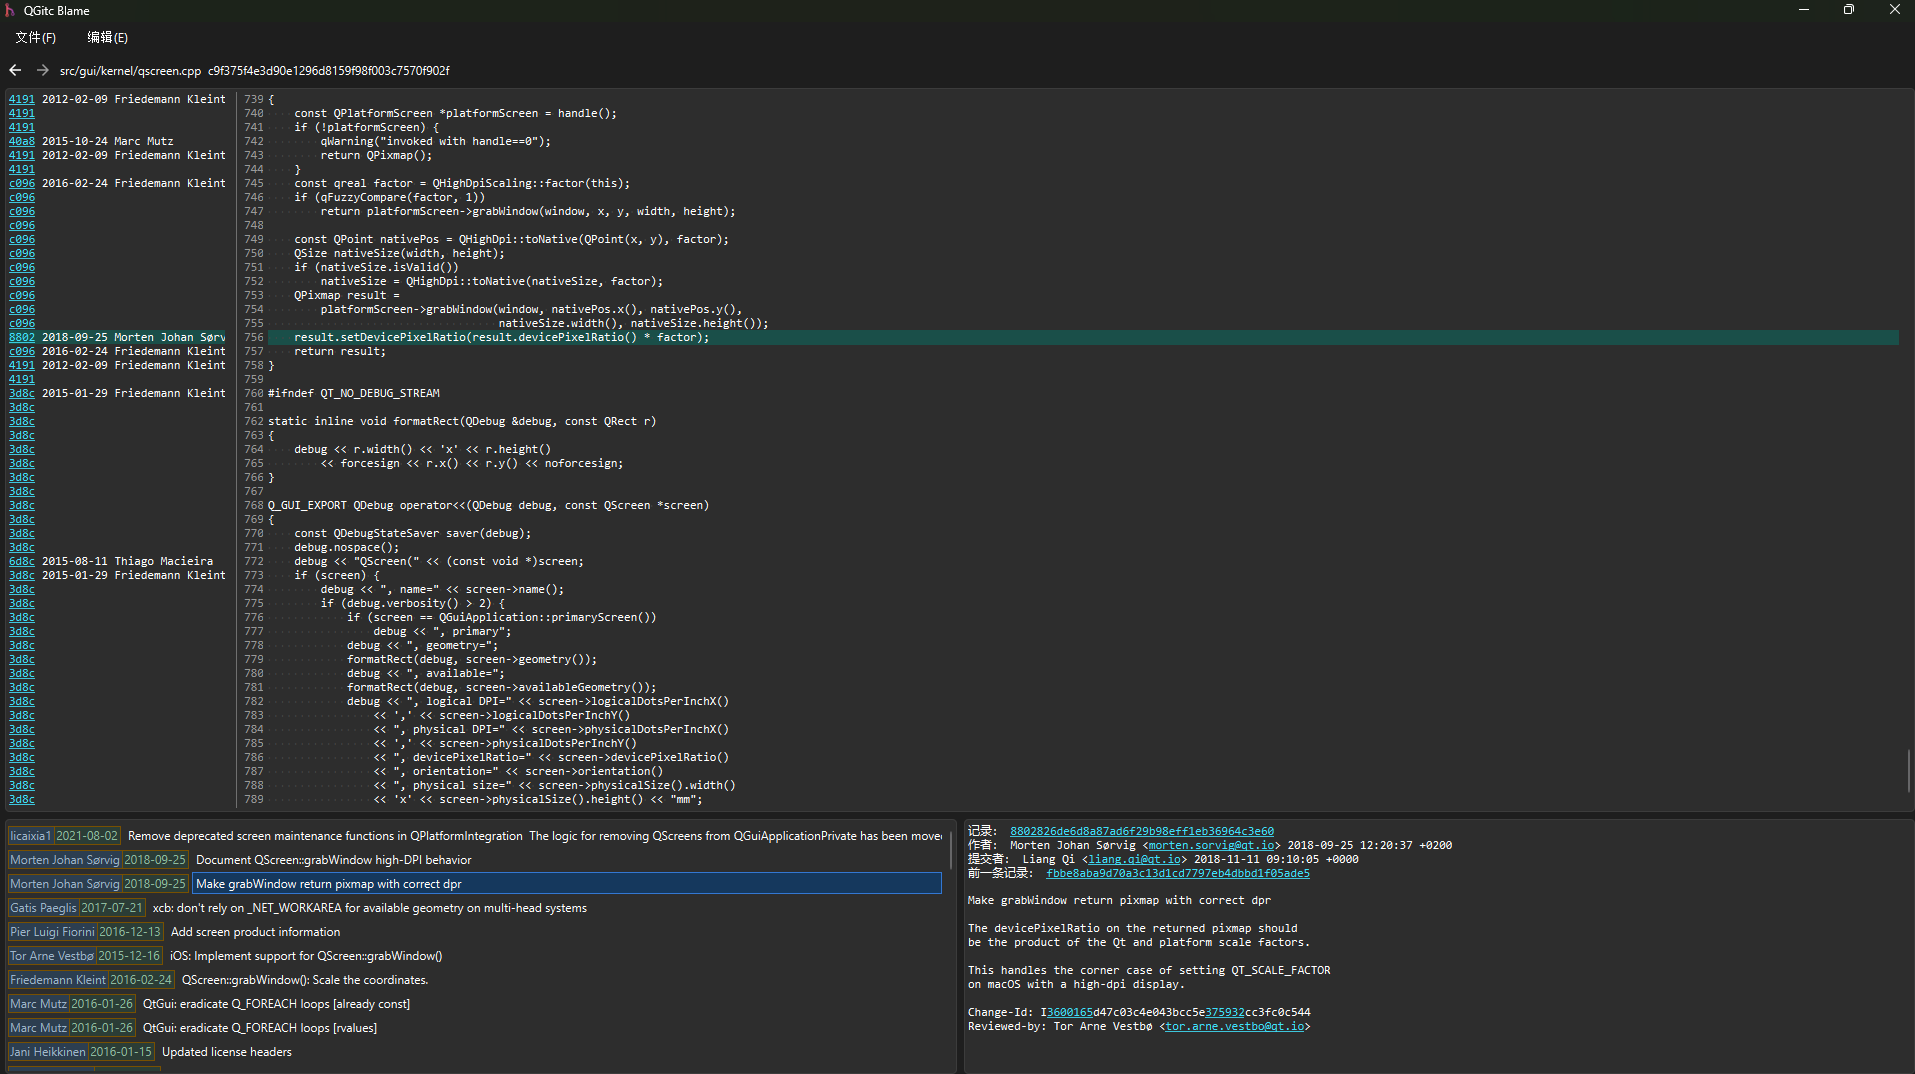 QGitc Blame
文件(F) 编辑(E)
src/gui/kernel/qscreen.cpp c9f375f4e3d90e1296d8159f98f003c7570f902f
4191 2012-02-09 Friedemann Kleint 739 {
4191 740 const QPlatformScreen *platformScreen = handle();
4191 741 if (!platformScreen) {
40a8 2015-10-24 Marc Mutz 742 qWarning("invoked with handle==0");
4191 2012-02-09 Friedemann Kleint 743 return QPixmap();
4191 744 }
c096 2016-02-24 Friedemann Kleint 745 const qreal factor = QHighDpiScaling::factor(this);
c096 746 if (qFuzzyCompare(factor, 1))
c096 747 return platformScreen->grabWindow(window, x, y, width, height);
c096 748
c096 749 const QPoint nativePos = QHighDpi::toNative(QPoint(x, y), factor);
c096 750 QSize nativeSize(width, height);
c096 751 if (nativeSize.isValid())
c096 752 nativeSize = QHighDpi::toNative(nativeSize, factor);
c096 753 QPixmap result =
c096 754 platformScreen->grabWindow(window, nativePos.x(), nativePos.y(),
c096 755 nativeSize.width(), nativeSize.height());
8802 2018-09-25 Morten Johan Sørv 756 result.setDevicePixelRatio(result.devicePixelRatio() * factor);
c096 2016-02-24 Friedemann Kleint 757 return result;
4191 2012-02-09 Friedemann Kleint 758 }
4191 759
3d8c 2015-01-29 Friedemann Kleint 760 #ifndef QT_NO_DEBUG_STREAM
3d8c 761
3d8c 762 static inline void formatRect(QDebug &debug, const QRect r)
3d8c 763 {
3d8c 764 debug << r.width() << 'x' << r.height()
3d8c 765 << forcesign << r.x() << r.y() << noforcesign;
3d8c 766 }
3d8c 767
3d8c 768 Q_GUI_EXPORT QDebug operator<<(QDebug debug, const QScreen *screen)
3d8c 769 {
3d8c 770 const QDebugStateSaver saver(debug);
3d8c 771 debug.nospace();
6d8c 2015-08-11 Thiago Macieira 772 debug << "QScreen(" << (const void *)screen;
3d8c 2015-01-29 Friedemann Kleint 773 if (screen) {
3d8c 774 debug << ", name=" << screen->name();
3d8c 775 if (debug.verbosity() > 2) {
3d8c 776 if (screen == QGuiApplication::primaryScreen())
3d8c 777 debug << ", primary";
3d8c 778 debug << ", geometry=";
3d8c 779 formatRect(debug, screen->geometry());
3d8c 780 debug << ", available=";
3d8c 781 formatRect(debug, screen->availableGeometry());
3d8c 782 debug << ", logical DPI=" << screen->logicalDotsPerInchX()
3d8c 783 << ',' << screen->logicalDotsPerInchY()
3d8c 784 << ", physical DPI=" << screen->physicalDotsPerInchX()
3d8c 785 << ',' << screen->physicalDotsPerInchY()
3d8c 786 << ", devicePixelRatio=" << screen->devicePixelRatio()
3d8c 787 << ", orientation=" << screen->orientation()
3d8c 788 << ", physical size=" << screen->physicalSize().width()
3d8c 789 << 'x' << screen->physicalSize().height() << "mm";
licaixia1 2021-08-02 Remove deprecated screen maintenance functions in QPlatformIntegration The logic for removing QScreens from QGuiApplicationPrivate has been move
Morten Johan Sørvig 2018-09-25 Document QScreen::grabWindow high-DPI behavior
Morten Johan Sørvig 2018-09-25 Make grabWindow return pixmap with correct dpr
Gatis Paeglis 2017-07-21 xcb: don't rely on _NET_WORKAREA for available geometry on multi-head systems
Pier Luigi Fiorini 2016-12-13 Add screen product information
Tor Arne Vestbø 2015-12-16 iOS: Implement support for QScreen::grabWindow()
Friedemann Kleint 2016-02-24 QScreen::grabWindow(): Scale the coordinates.
Marc Mutz 2016-01-26 QtGui: eradicate Q_FOREACH loops [already const]
Marc Mutz 2016-01-26 QtGui: eradicate Q_FOREACH loops [rvalues]
Jani Heikkinen 2016-01-15 Updated license headers
记录: 8802826de6d8a87ad6f29b98eff1eb36964c3e60
作者: Morten Johan Sørvig <morten.sorvig@qt.io> 2018-09-25 12:20:37 +0200
提交者: Liang Qi <liang.qi@qt.io> 2018-11-11 09:10:05 +0000
前一条记录: fbbe8aba9d70a3c13d1cd7797eb4dbbd1f05ade5
Make grabWindow return pixmap with correct dpr
The devicePixelRatio on the returned pixmap should
be the product of the Qt and platform scale factors.
This handles the corner case of setting QT_SCALE_FACTOR
on macOS with a high-dpi display.
Change-Id: I3600165d47c03c4e043bcc5e375932cc3fc0c544
Reviewed-by: Tor Arne Vestbø <tor.arne.vestbo@qt.io>